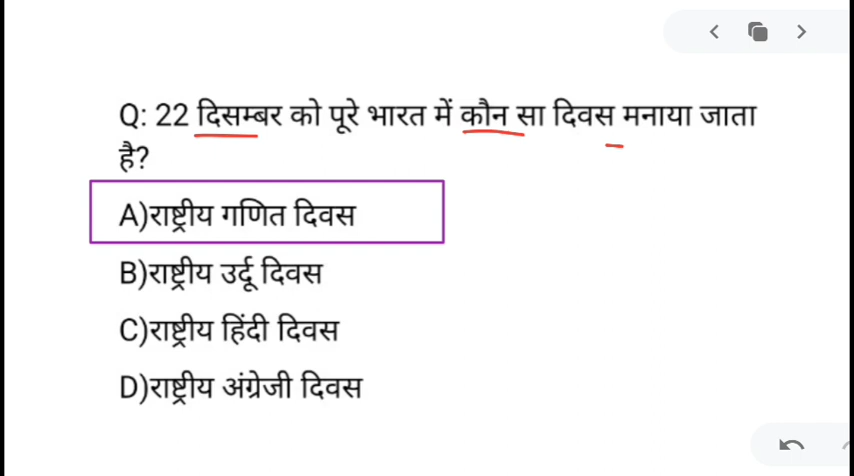 Q: 22 दिसम्बर को पूरे भारत में कौन सा दिवस मनाया जाता
है?
A)राष्ट्रीय गणित दिवस
B)राष्ट्रीय उर्दू दिवस
C)राष्ट्रीय हिंदी दिवस
D)राष्ट्रीय अंग्रेजी दिवस